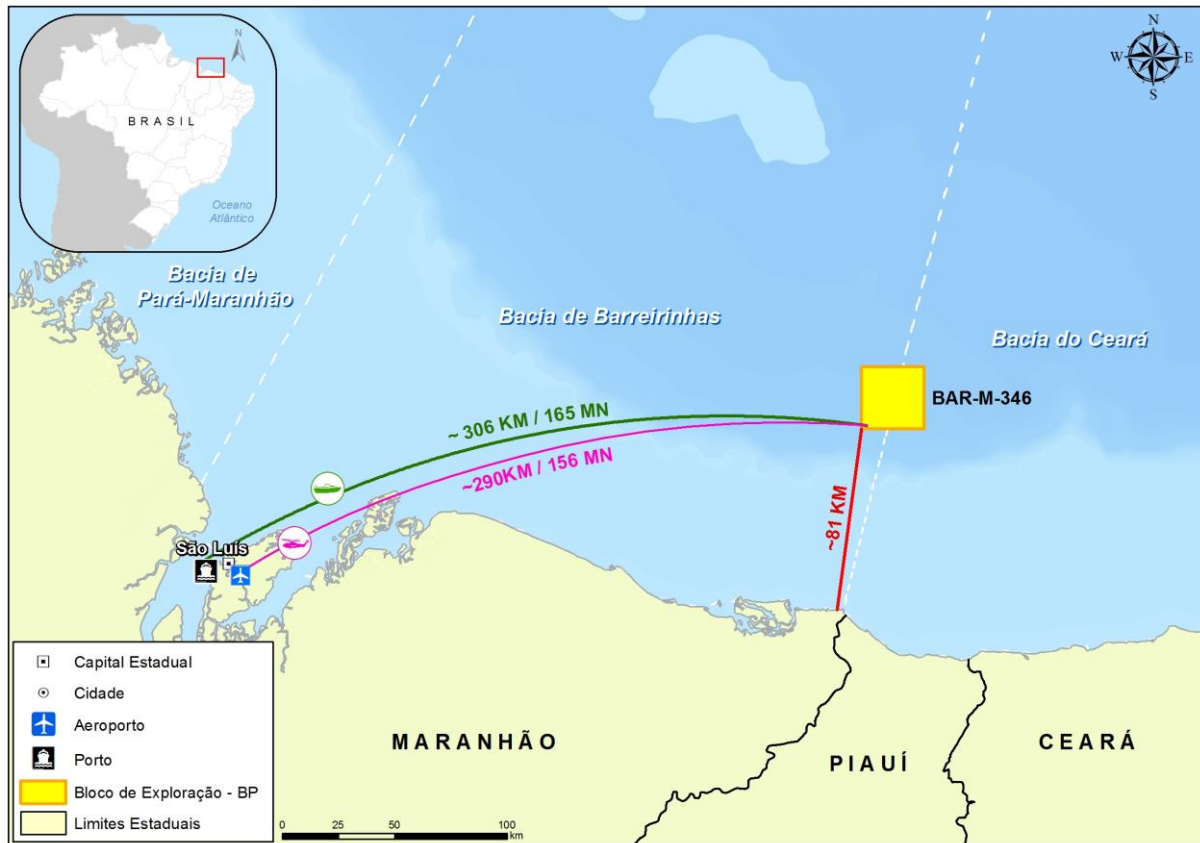 N
BRASIL
Oceano
Atlântico
N
W
E
S
Bacia de
Pará-Maranhão
Bacia de Barreirinhas
Bacia do Ceará
BAR-M-346
~ 306 KM / 165 MN
~290KM / 156 MN
~81 KM
São Luís
Capital Estadual
Cidade
Aeroporto
Porto
Bloco de Exploração - BP
Limites Estaduais
MARANHÃO
PIAUÍ
CEARÁ
0 25 50 100
km